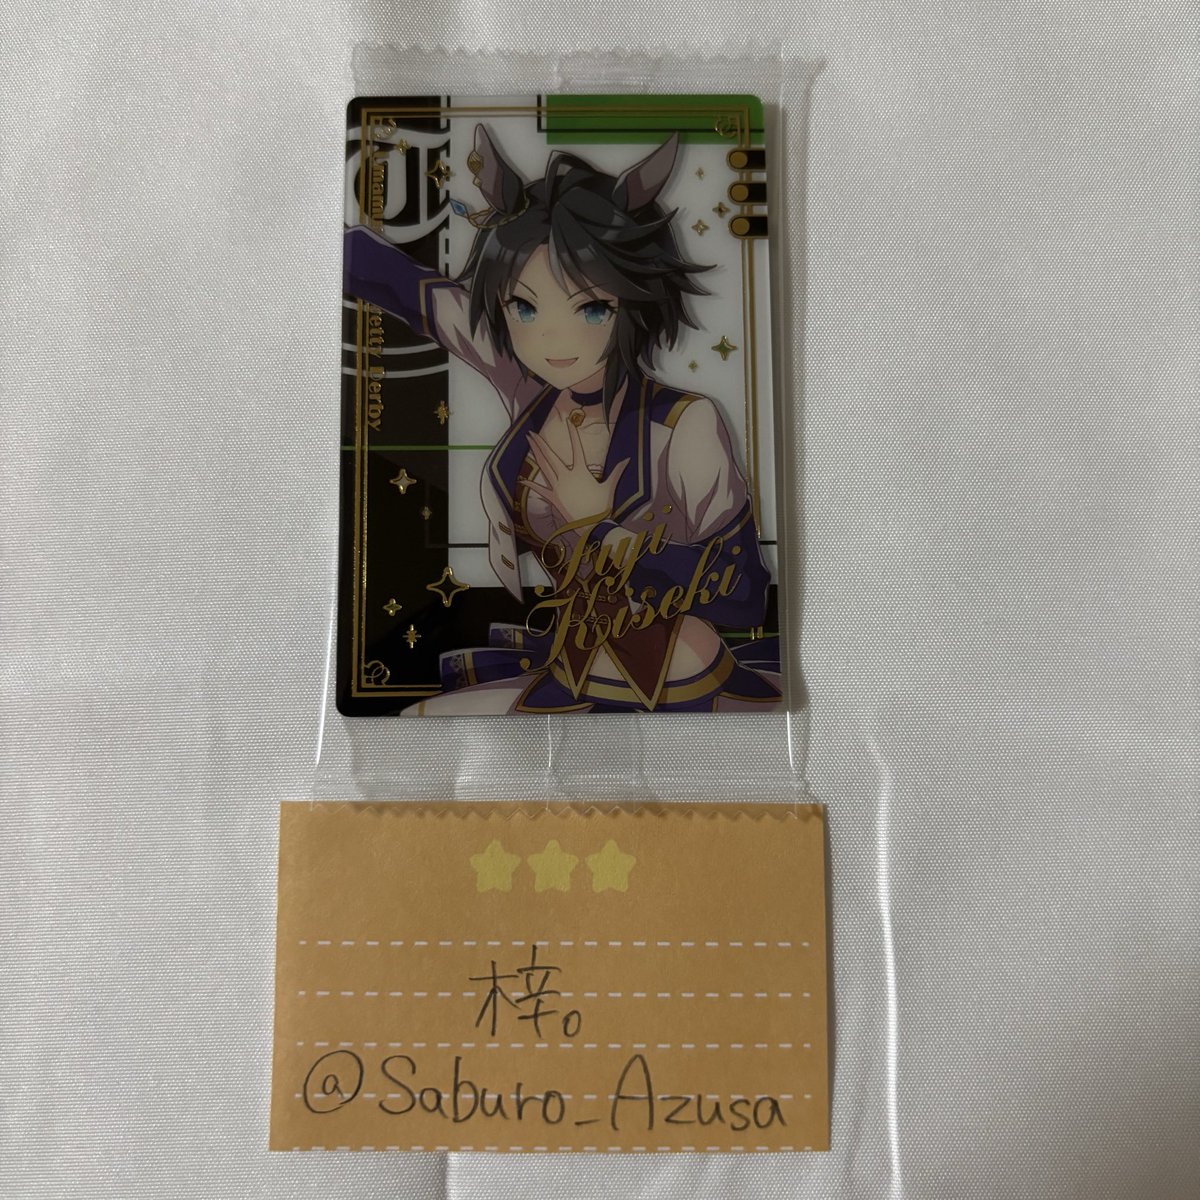 Fuji
Kiseki
梓。
@Saburo_Azusa